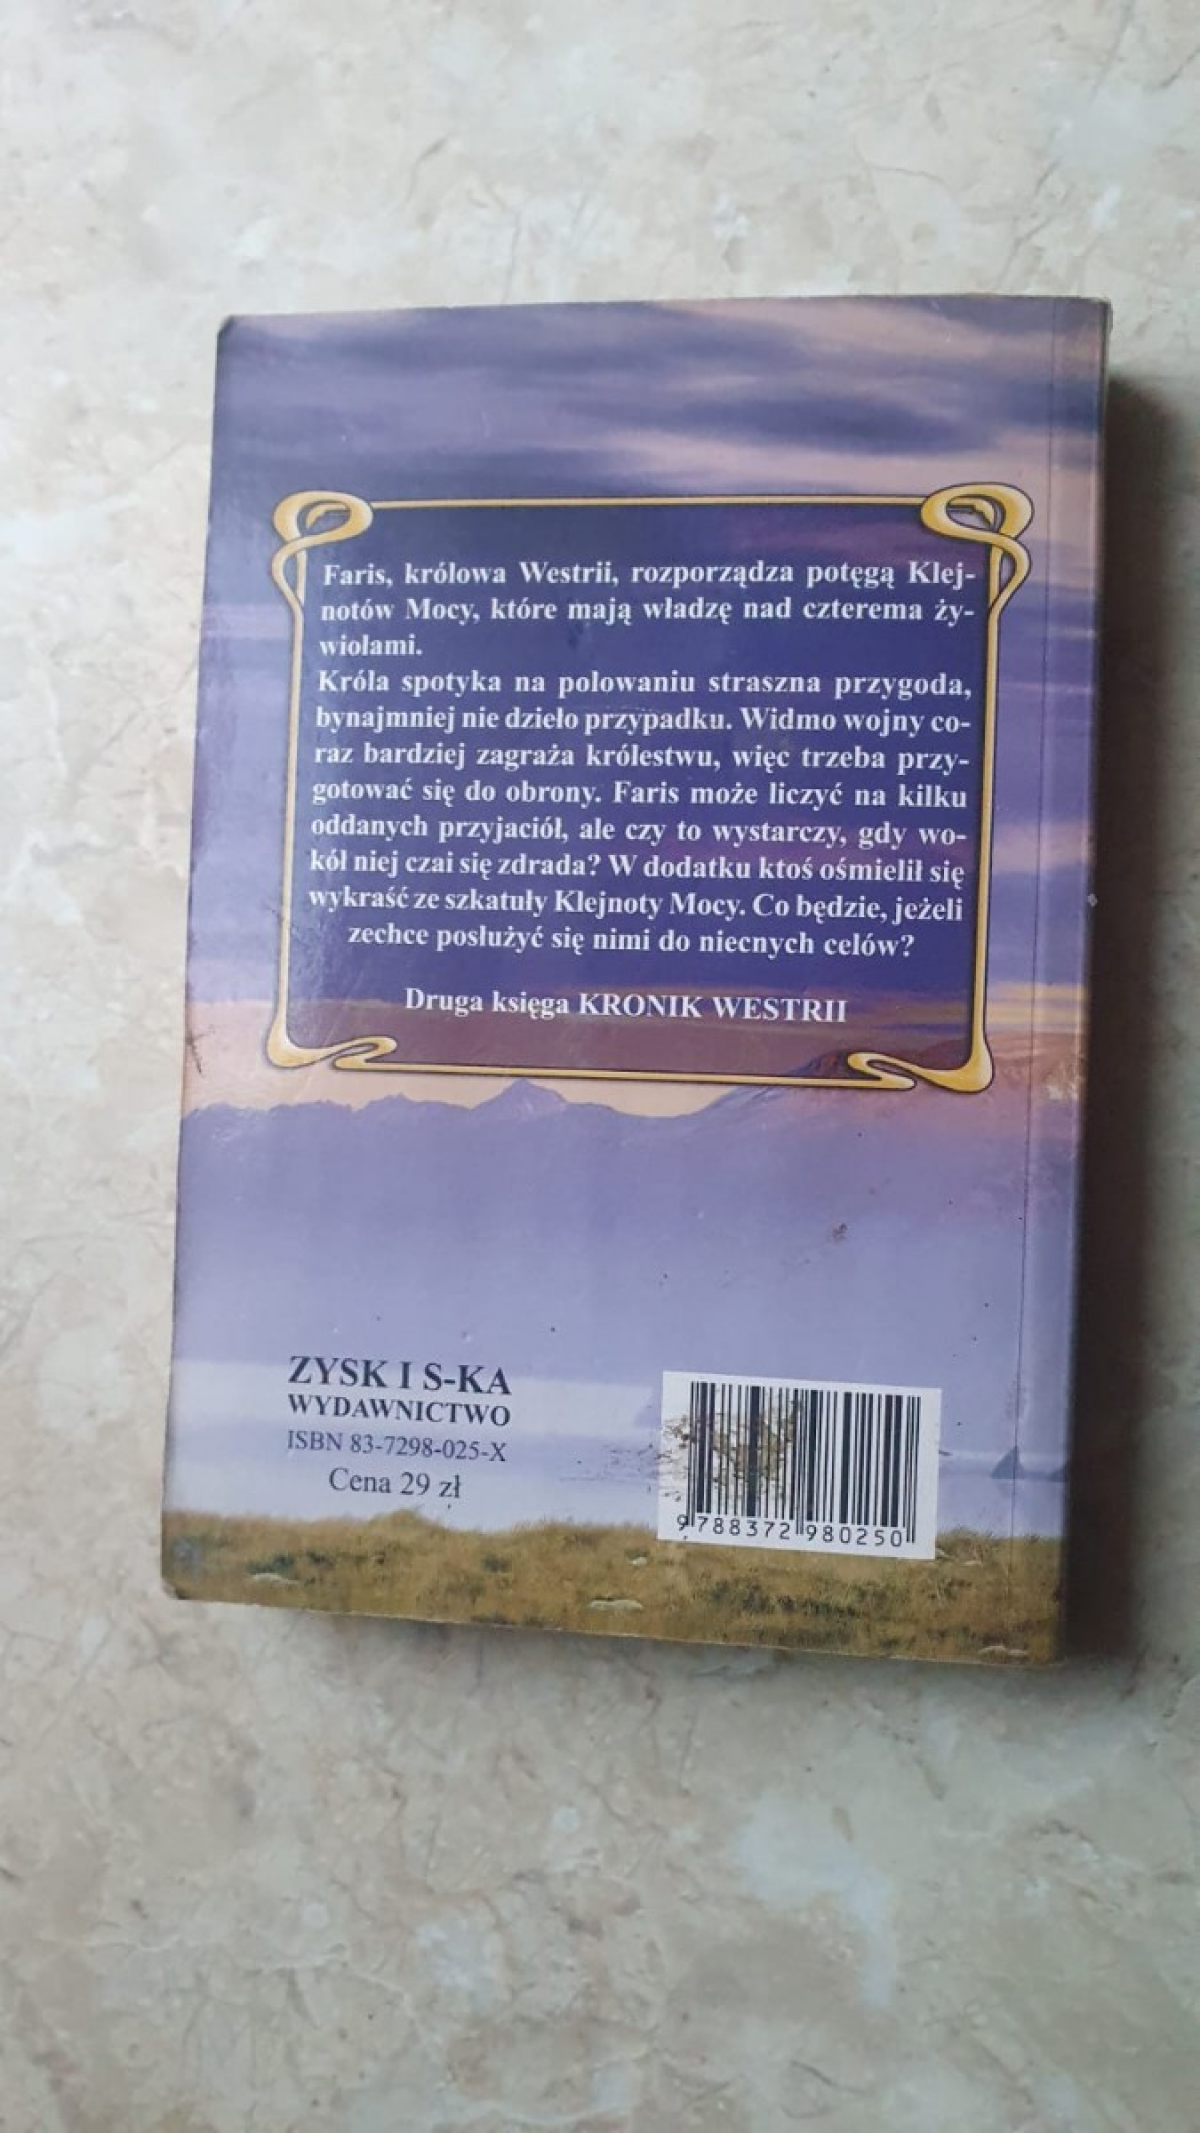 Faris, królowa Westrii, rozporządza potęgą Klej-
notów Mocy, które mają władzę nad czterema ży-
wiołami.
Króla spotyka na polowaniu straszna przygoda,
bynajmniej nie dzieło przypadku. Widmo wojny co-
raz bardziej zagraża królestwu, więc trzeba przy-
gotować się do obrony. Faris może liczyć na kilku
oddanych przyjaciół, ale czy to wystarczy, gdy wo-
kół niej czai się zdrada? W dodatku ktoś ośmielił się
wykraść ze szkatuły Klejnoty Mocy. Co będzie, jeżeli
zechce posłużyć się nimi do niecnych celów?
Druga księga KRONIK WESTRII
ZYSK I S-KA
WYDAWNICTWO
ISBN 83-7298-025-X
Cena 29 zł
9 788372 980250